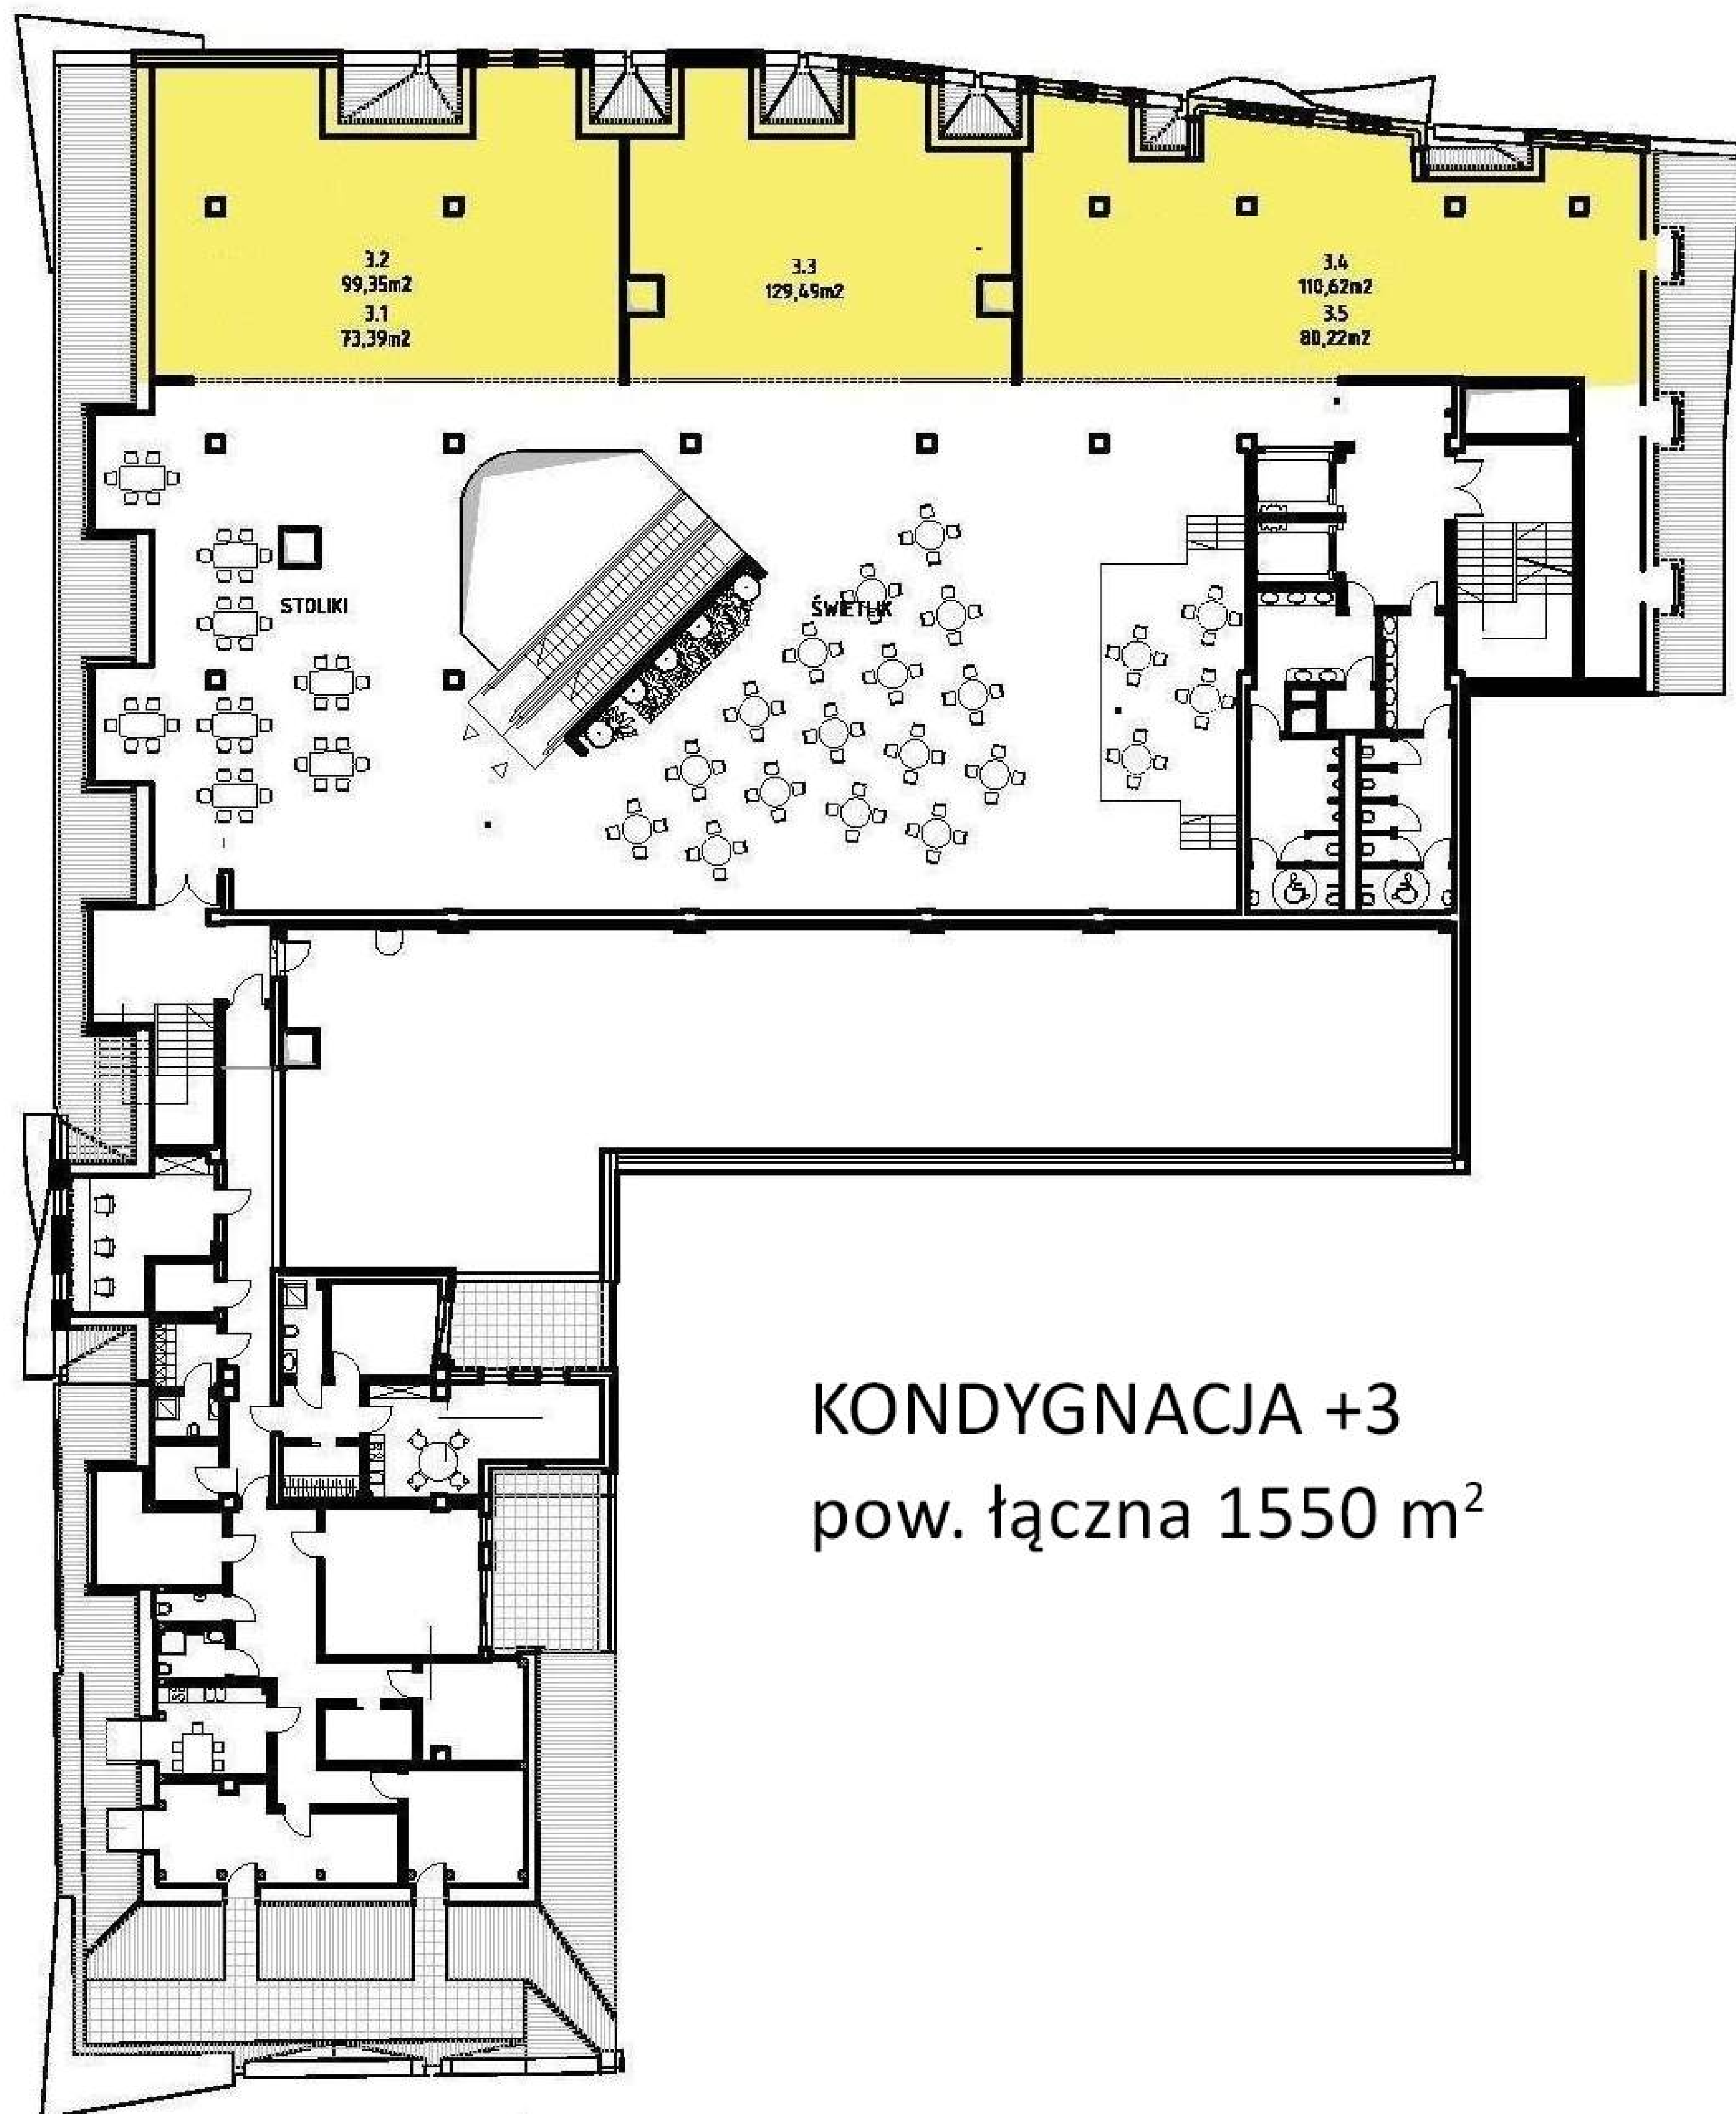 3.2
99,35m2
3.1
73,39m2
3.3
129,49m2
3.4
110,62m2
3.5
80,22m2
STOLIKI
ŚWIETLIK
KONDYGNACJA +3
pow. łączna 1550 m²